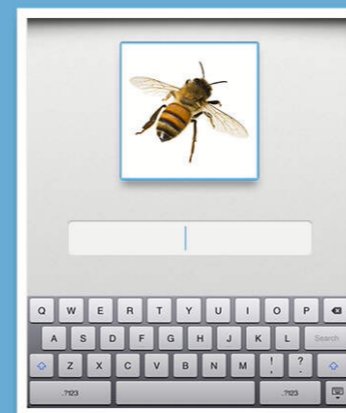 Q W E R T Y U I O P
A S D F G H J K L Search
Z X C V B N M ! , ? .
.?123 .?123